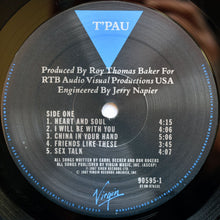 T'PAU
Produced By Roy Thomas Baker For
RTB Audio Visual Productions USA
Engineered By Jerry Napier
SIDE ONE
1. HEART AND SOUL 4:15
2. I WILL BE WITH YOU 4:05
3. CHINA IN YOUR HAND 5:05
4. FRIENDS LIKE THESE 3:45
5. SEX TALK 4:07
ALL SONGS WRITTEN BY CAROL DECKER AND RON ROGERS
90595-1
Virgin